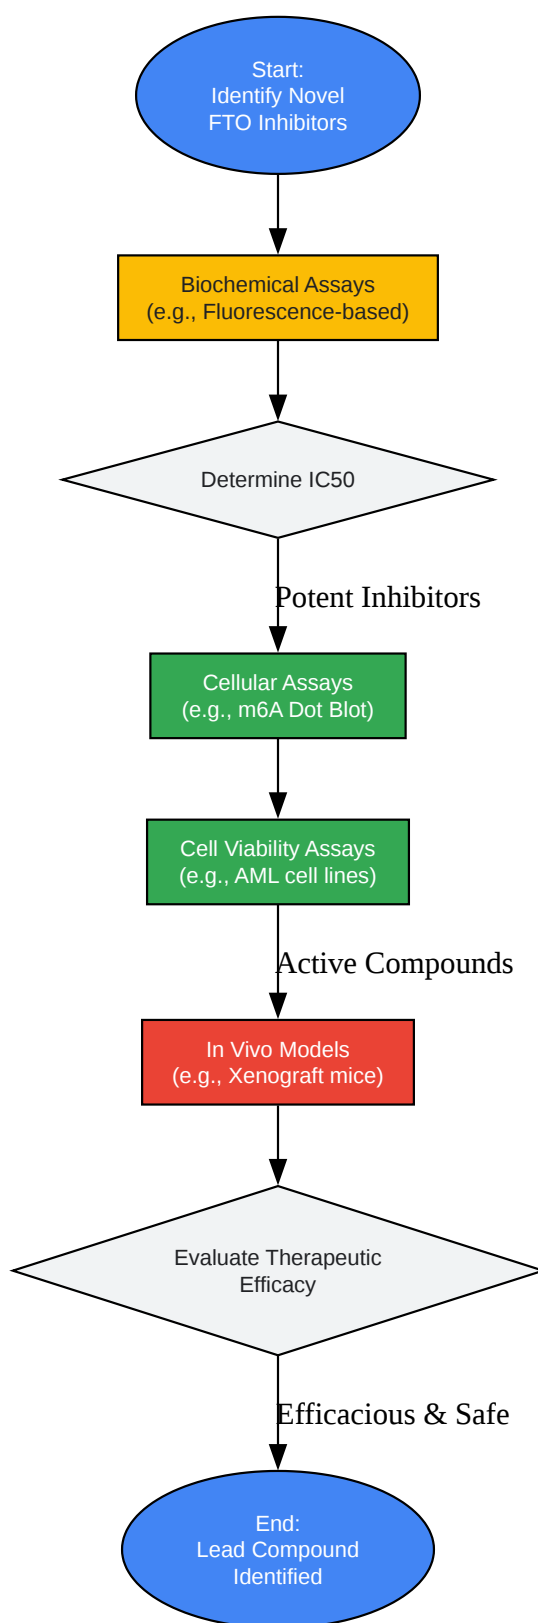 Start:
Identify Novel
FTO Inhibitors
Biochemical Assays
(e.g., Fluorescence-based)
Determine IC50
Potent Inhibitors
Cellular Assays
(e.g., m6A Dot Blot)
Cell Viability Assays
(e.g., AML cell lines)
Active Compounds
In Vivo Models
(e.g., Xenograft mice)
Evaluate Therapeutic
Efficacy
Efficacious & Safe
End:
Lead Compound
Identified